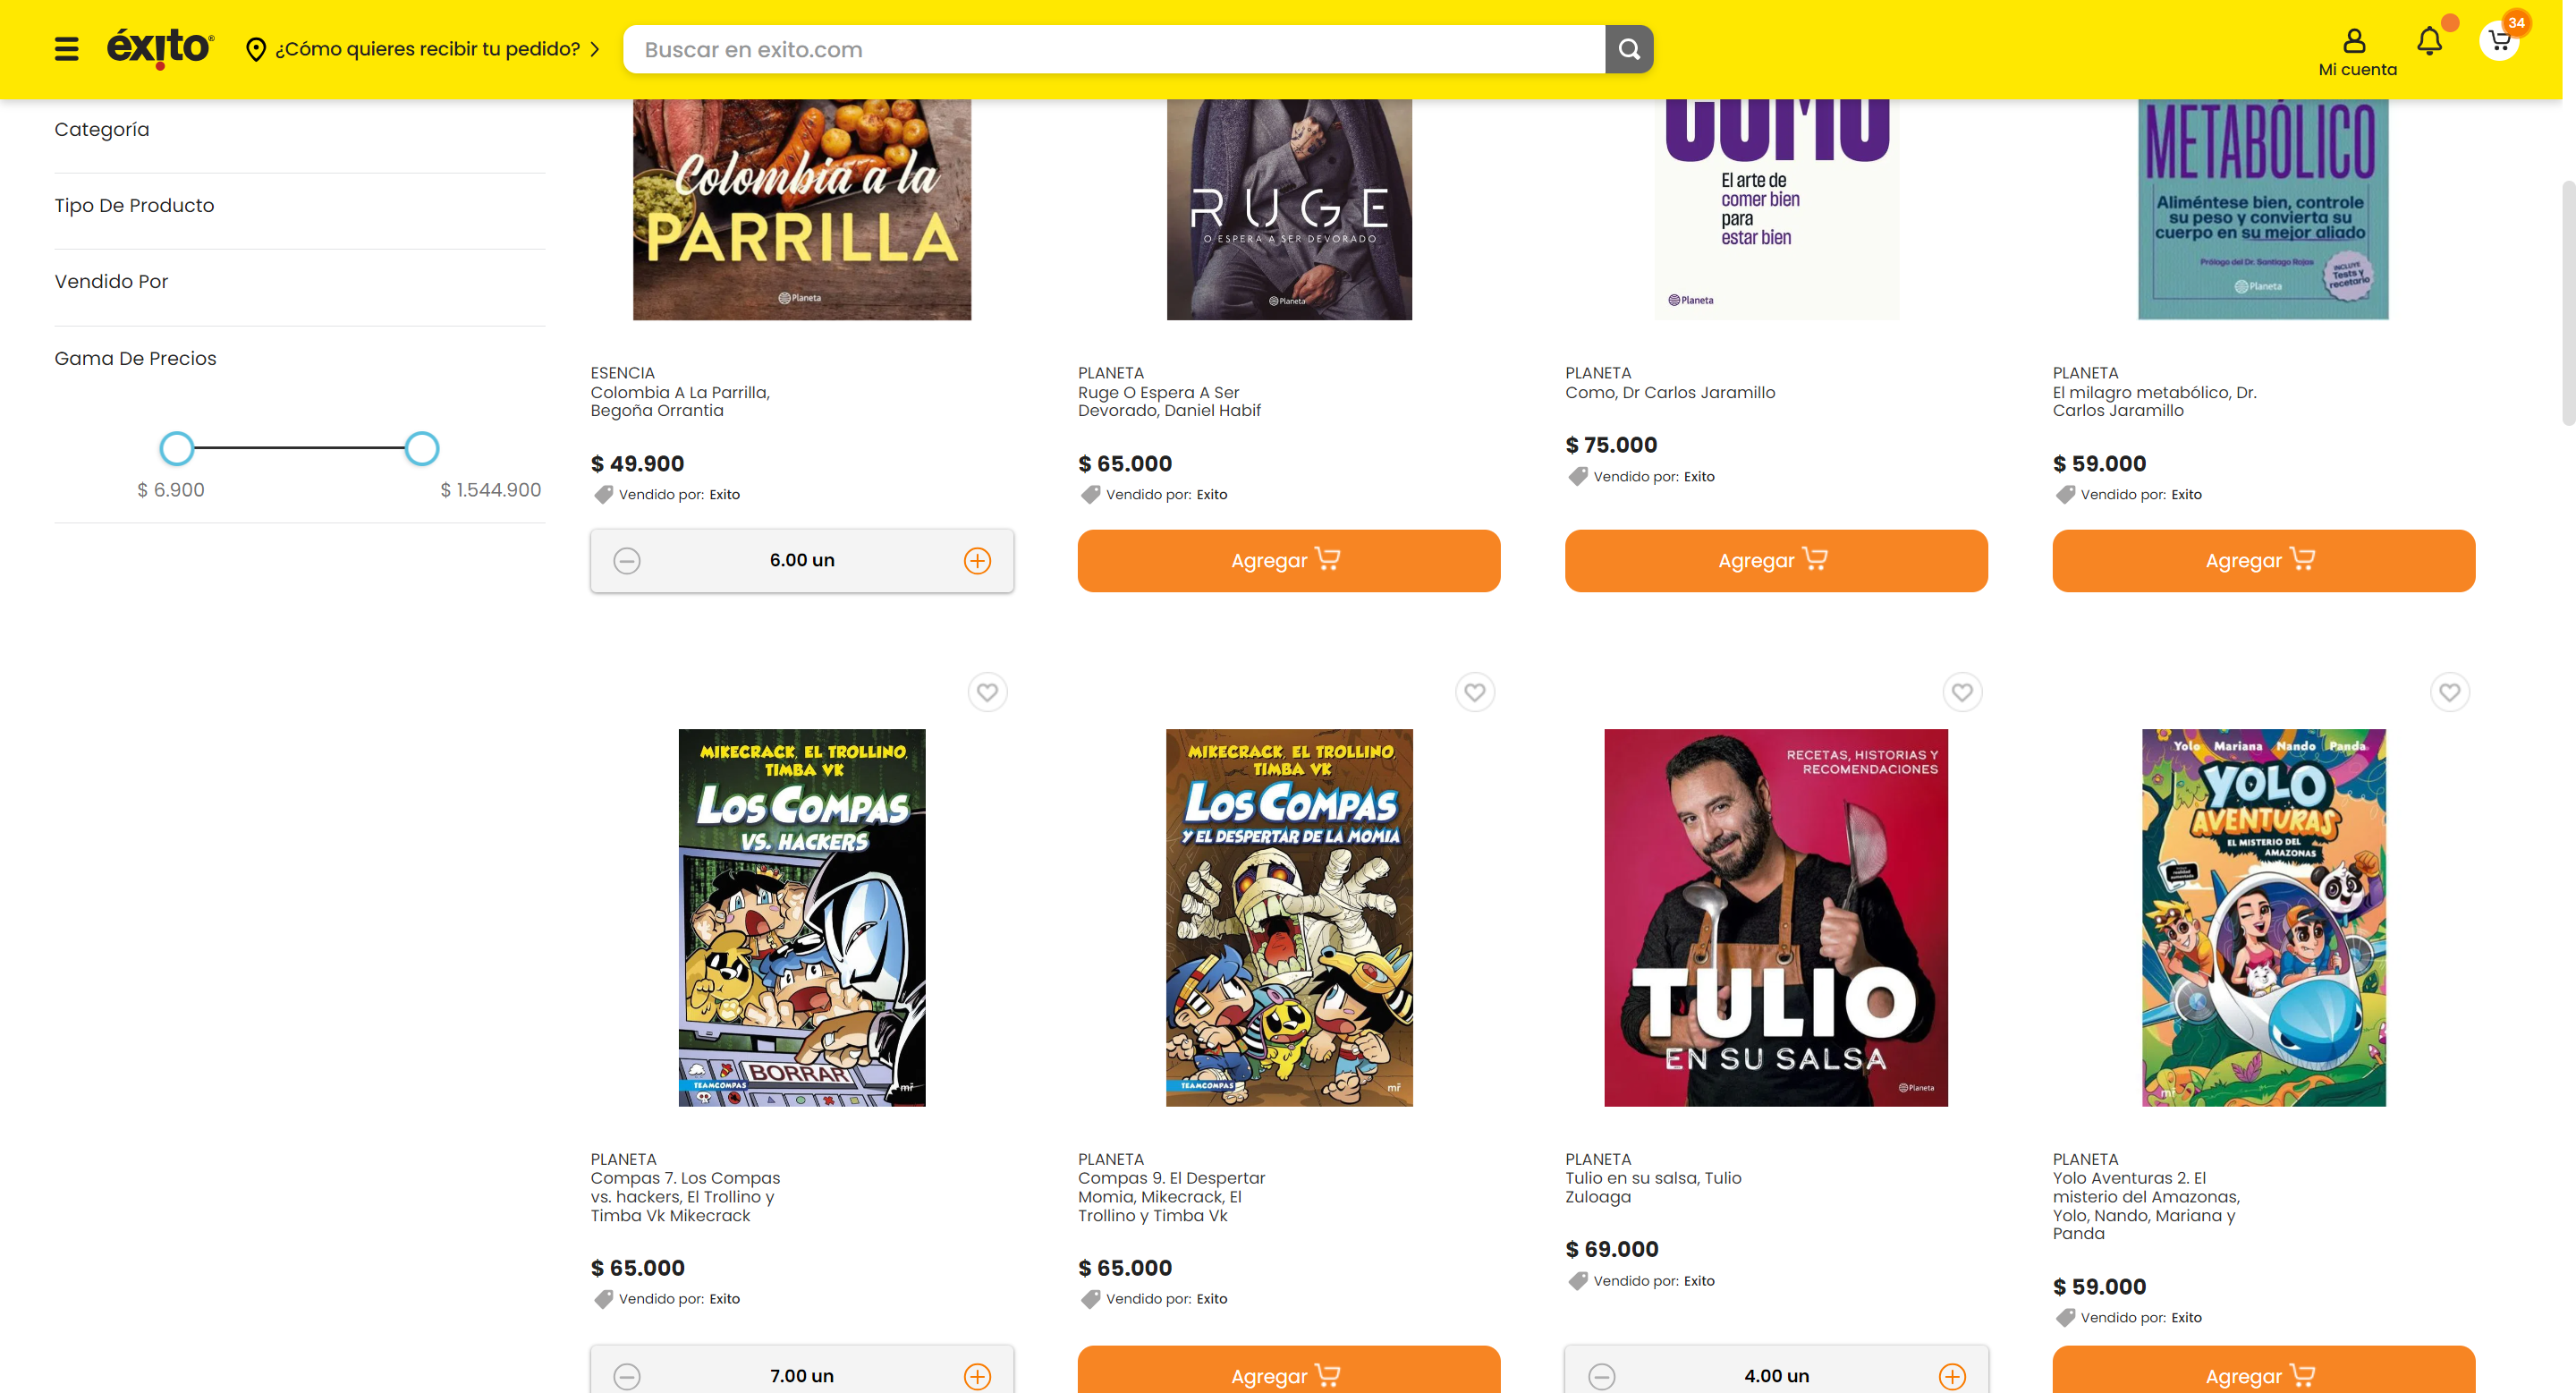 éxito
¿Cómo quieres recibir tu pedido?
Buscar en exito.com
Mi cuenta
34
Categoría
Tipo De Producto
Vendido Por
Gama De Precios
$ 6.900
$ 1.544.900
Colombia a la
PARRILLA
Planeta
ESENCIA
Colombia A La Parrilla,
Begoña Orrantia
$ 49.900
Vendido por: Exito
6.00 un
RUGE
O ESPERA A SER DEVORADO
Planeta
PLANETA
Ruge O Espera A Ser
Devorado, Daniel Habif
$ 65.000
Vendido por: Exito
Agregar
COMO
El arte de
comer bien
para
estar bien
Planeta
PLANETA
Como, Dr Carlos Jaramillo
$ 75.000
Vendido por: Exito
Agregar
METABÓLICO
Aliméntese bien, controle
su peso y convierta su
cuerpo en su mejor aliado
Prólogo del Dr. Santiago Rojas
INCLUYE
Tests y
recetario
Planeta
PLANETA
El milagro metabólico, Dr.
Carlos Jaramillo
$ 59.000
Vendido por: Exito
Agregar
MIKECRACK, EL TROLLINO,
TIMBA VK
LOS COMPAS
VS. HACKERS
BORRAR
TEAMCOMPAS
mr
PLANETA
Compas 7. Los Compas
vs. hackers, El Trollino y
Timba Vk Mikecrack
$ 65.000
Vendido por: Exito
7.00 un
MIKECRACK, EL TROLLINO,
TIMBA VK
LOS COMPAS
Y EL DESPERTAR DE LA MOMIA
TEAMCOMPAS
mr
PLANETA
Compas 9. El Despertar
Momia, Mikecrack, El
Trollino y Timba Vk
$ 65.000
Vendido por: Exito
Agregar
RECETAS, HISTORIAS Y
RECOMENDACIONES
TULIO
EN SU SALSA
Planeta
PLANETA
Tulio en su salsa, Tulio
Zuloaga
$ 69.000
Vendido por: Exito
4.00 un
Yolo Mariana Nando Panda
YOLO
AVENTURAS
EL MISTERIO DEL
AMAZONAS
mr
PLANETA
Yolo Aventuras 2. El
misterio del Amazonas,
Yolo, Nando, Mariana y
Panda
$ 59.000
Vendido por: Exito
Agregar